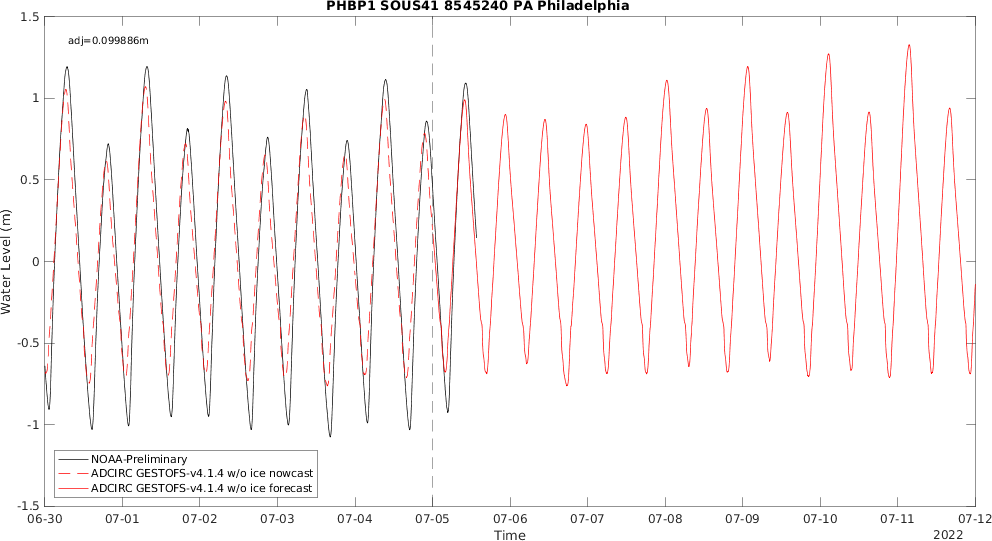 PHBP1 SOUS41 8545240 PA Philadelphia
adj=0.099886m
1.5
1
0.5
0
-0.5
-1
-1.5
Water Level (m)
NOAA-Preliminary
ADCIRC GESTOFS-v4.1.4 w/o ice nowcast
ADCIRC GESTOFS-v4.1.4 w/o ice forecast
06-30 07-01 07-02 07-03 07-04 07-05 07-06 07-07 07-08 07-09 07-10 07-11 07-12
Time
2022